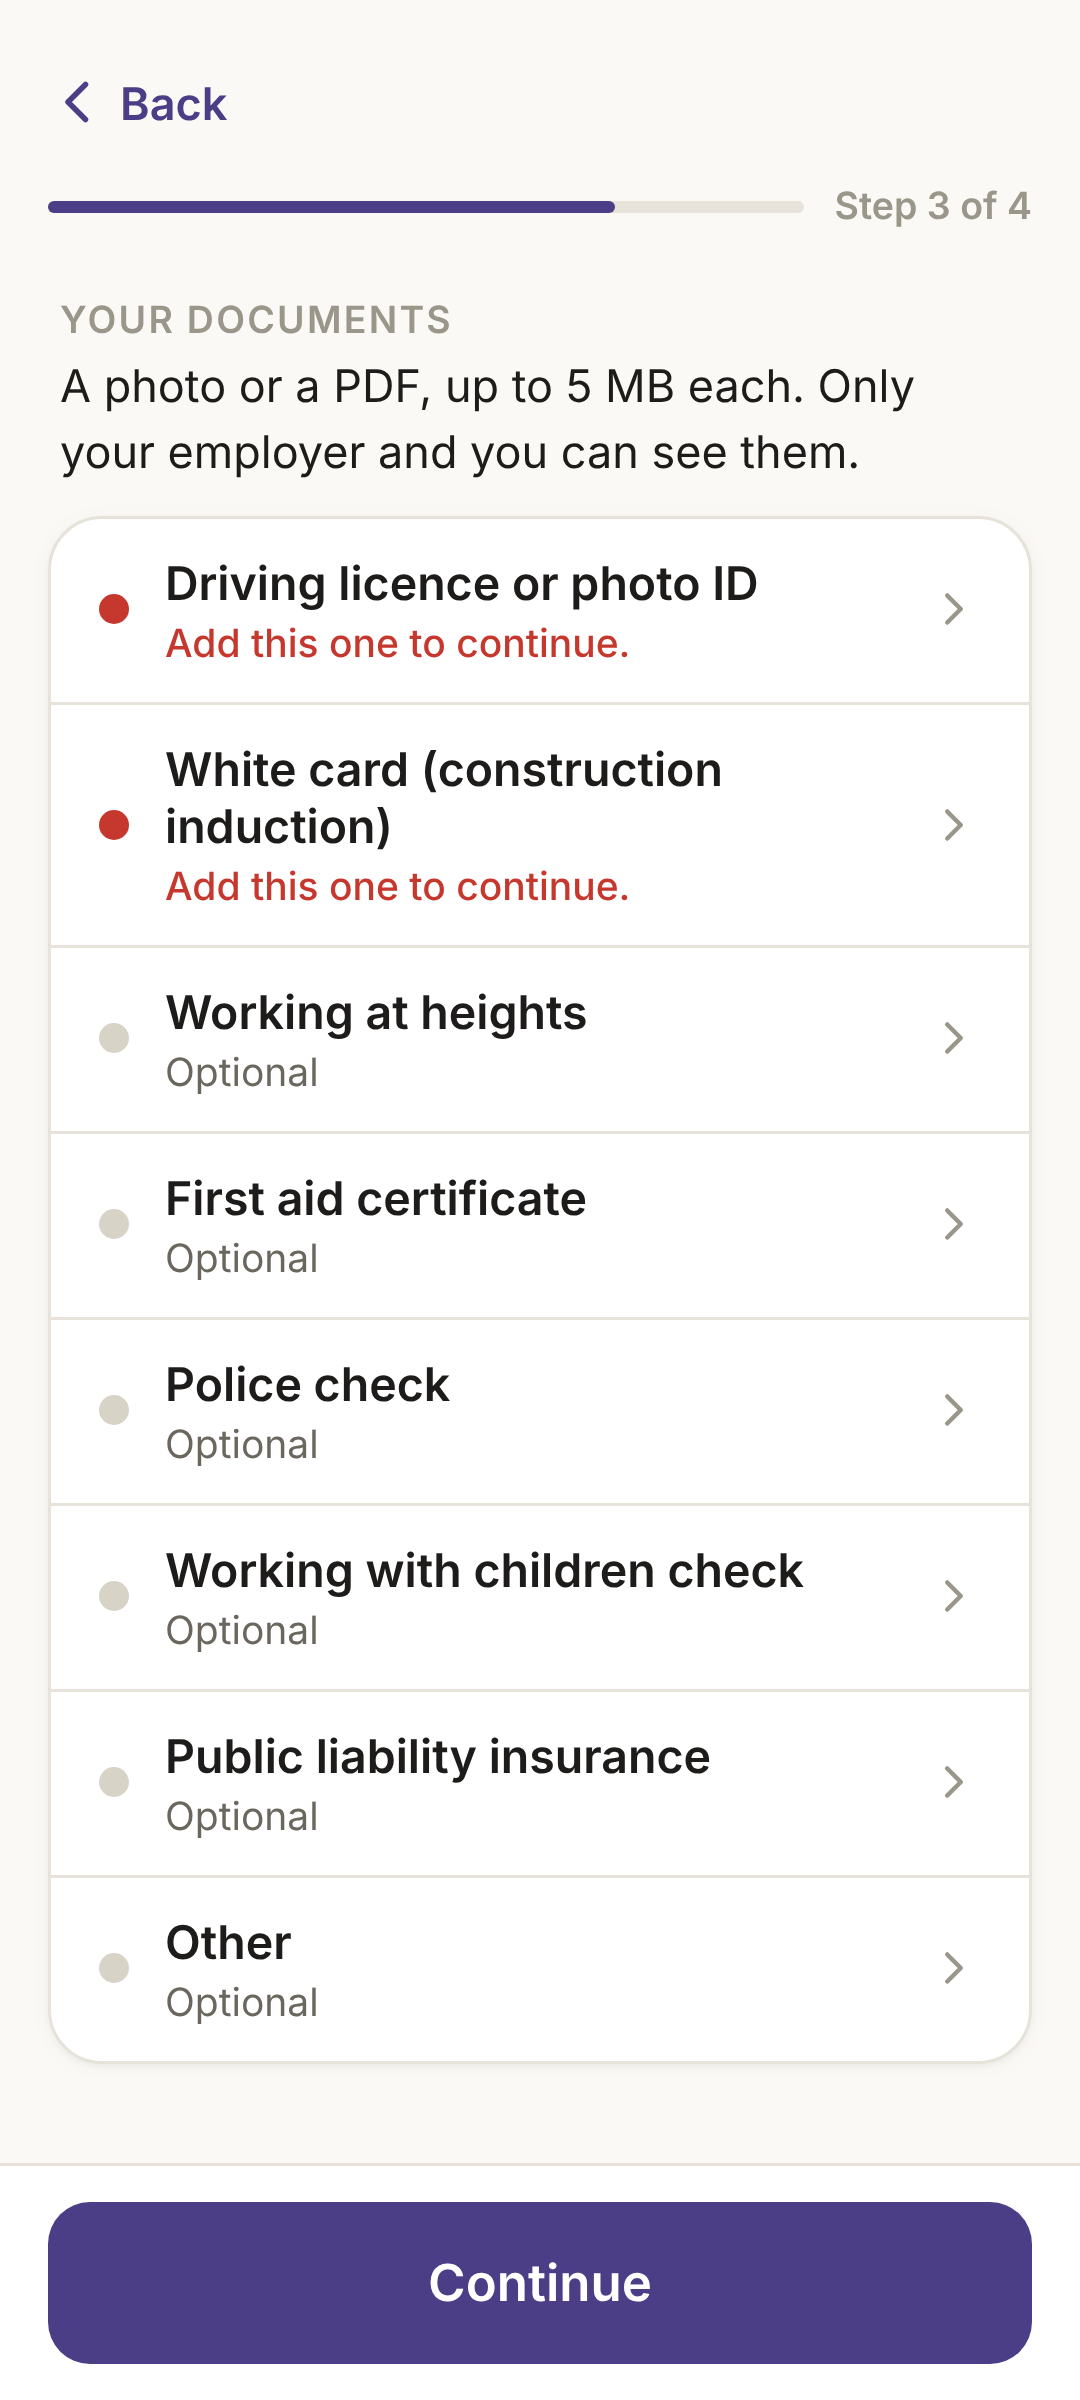 Back
Step 3 of 4
YOUR DOCUMENTS
A photo or a PDF, up to 5 MB each. Only
your employer and you can see them.
Driving licence or photo ID
Add this one to continue.
White card (construction
induction)
Add this one to continue.
Working at heights
Optional
First aid certificate
Optional
Police check
Optional
Working with children check
Optional
Public liability insurance
Optional
Other
Optional
Continue